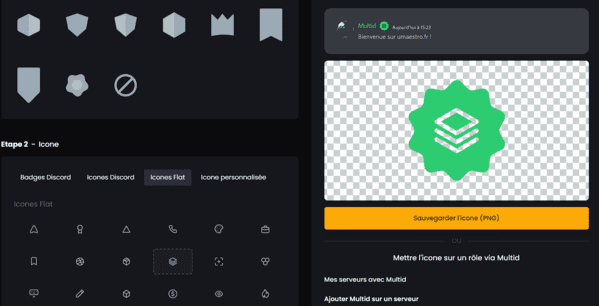 Multid Aujourd'hui à 15:23
Bienvenue sur umaestro.fr !
Etape 2 - Icone
Badges Discord Icones Discord Icones Flat Icone personnalisée
Icones Flat
Sauvegarder l'icone (PNG)
OU
Mettre l'icone sur un rôle via Multid
Mes serveurs avec Multid
Ajouter Multid sur un serveur